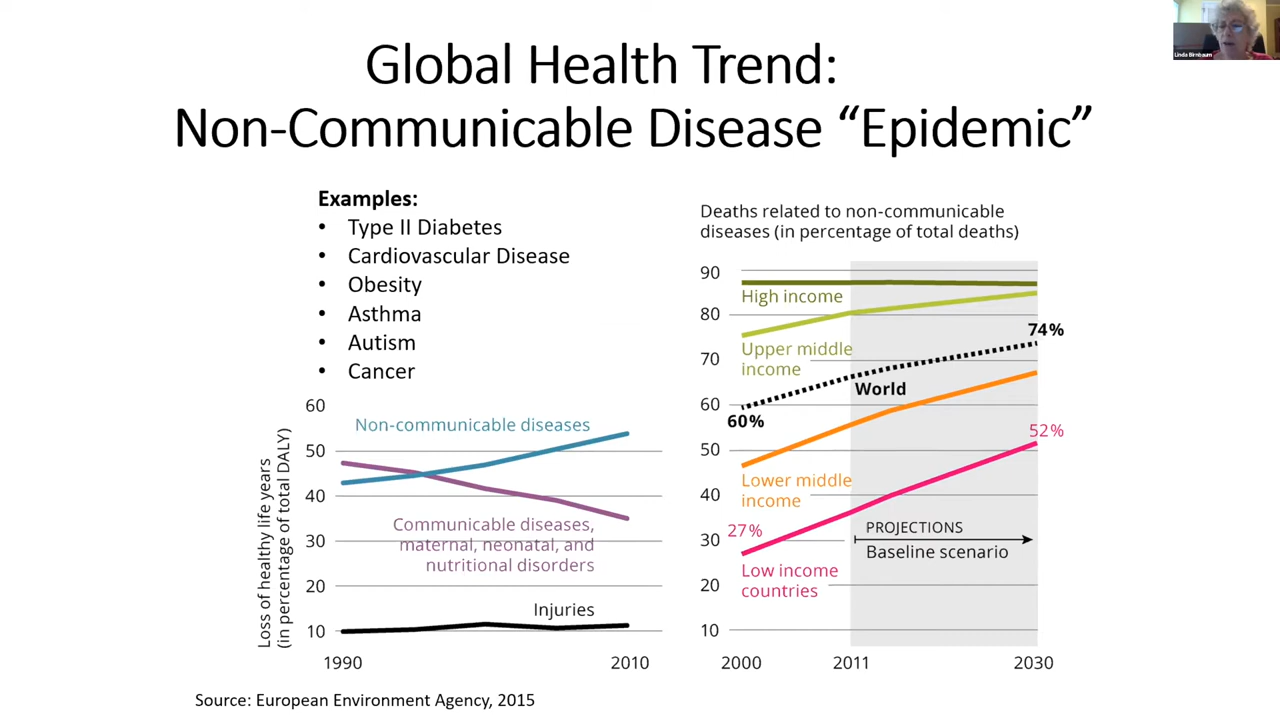 Global Health Trend:
Non-Communicable Disease “Epidemic”
Linda Birnbaum
Examples:
• Type II Diabetes
• Cardiovascular Disease
• Obesity
• Asthma
• Autism
• Cancer
Loss of healthy life years
(in percentage of total DALY)
60
50
40
30
20
10
Non-communicable diseases
Communicable diseases,
maternal, neonatal, and
nutritional disorders
Injuries
1990
2010
Deaths related to non-communicable
diseases (in percentage of total deaths)
90
80
70
60
50
40
30
20
10
High income
Upper middle
income
74%
World
60%
Lower middle
income
52%
27%
Low income
countries
PROJECTIONS
Baseline scenario
2000
2011
2030
Source: European Environment Agency, 2015